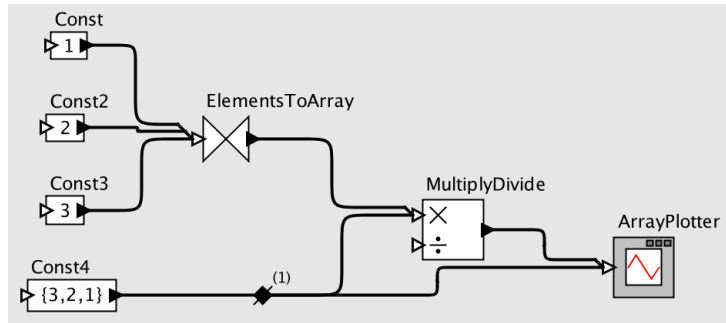 Const
1
Const2
2
ElementsToArray
Const3
3
MultiplyDivide
×
÷
ArrayPlotter
Const4
{3,2,1}
(1)